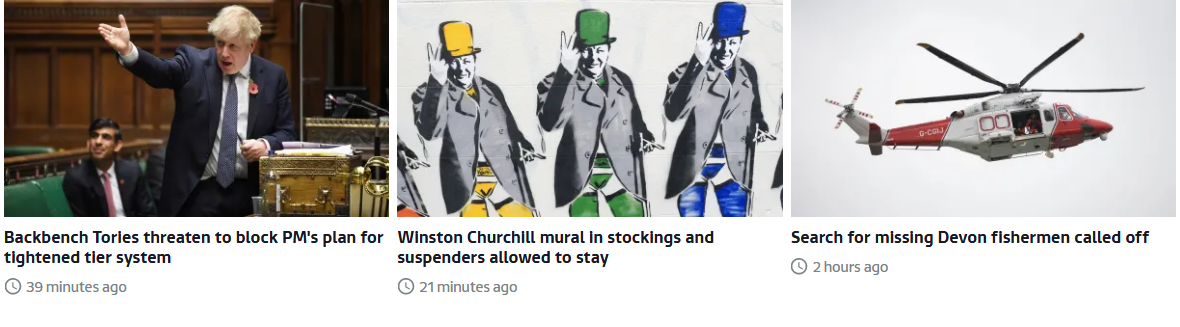 G-CGIJ
Backbench Tories threaten to block PM's plan for
tightened tier system
39 minutes ago
Winston Churchill mural in stockings and
suspenders allowed to stay
21 minutes ago
Search for missing Devon fishermen called off
2 hours ago